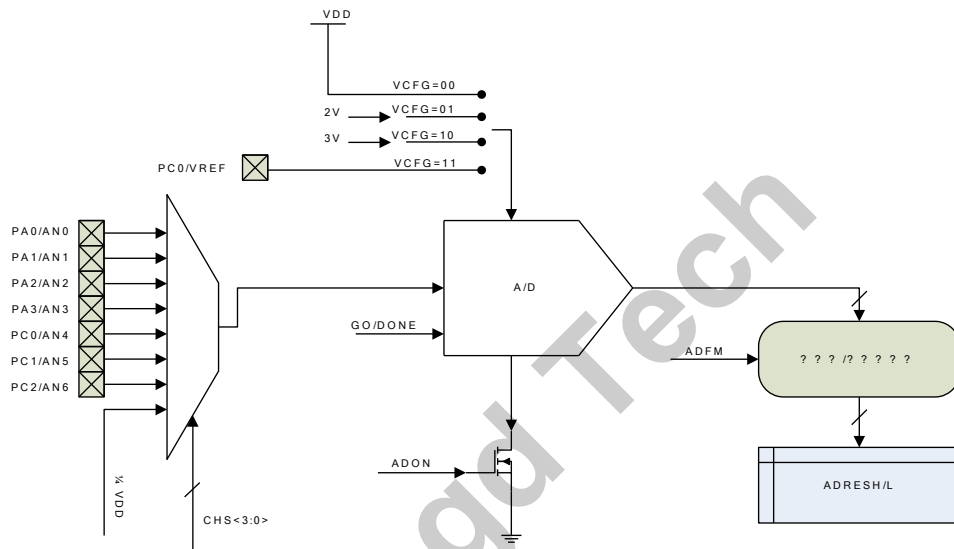 VDD
VCFG=00
2V VCFG=01
3V VCFG=10
PC0/VREF VCFG=11
PA0/AN0
PA1/AN1
PA2/AN2
PA3/AN3
PC0/AN4
PC1/AN5
PC2/AN6
A/D
GO/DONE
ADFM
? ? ? /? ? ? ? ?
ADON
ADRESH/L
¼ VDD
CHS<3:0>
gd Tech